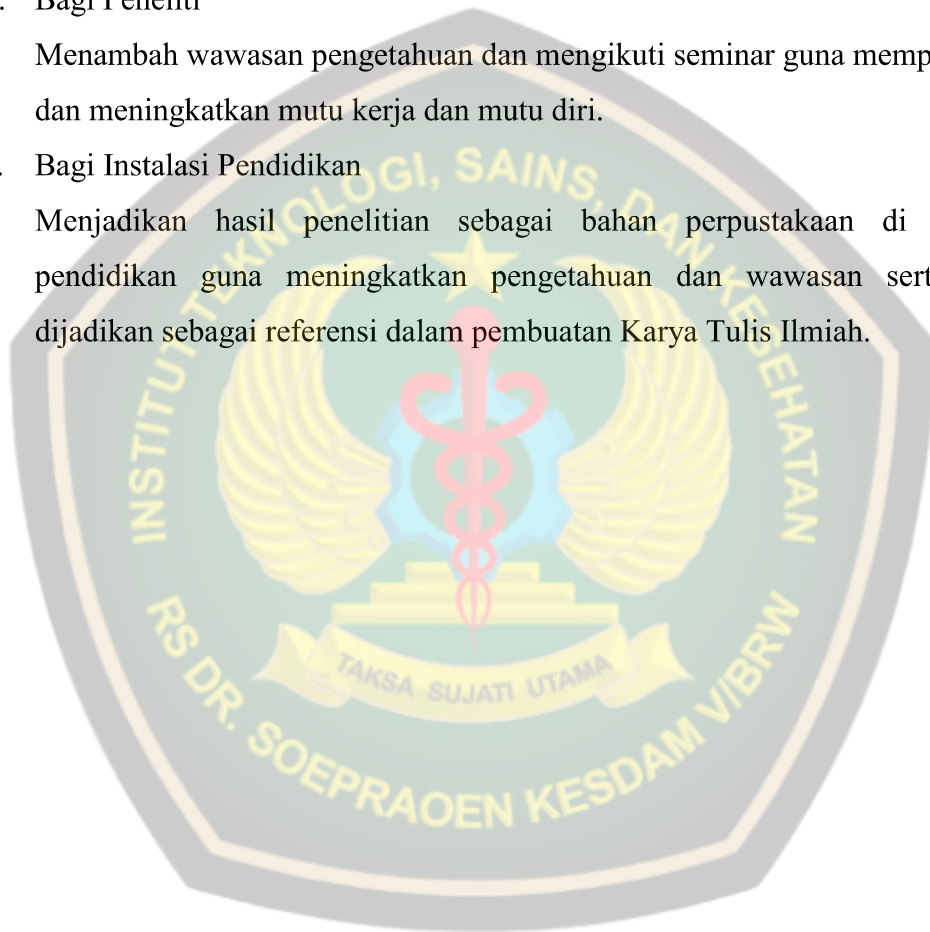 . Bagi Peneliti
Menambah wawasan pengetahuan dan mengikuti seminar guna memp
dan meningkatkan mutu kerja dan mutu diri.
. Bagi Instalasi Pendidikan
Menjadikan hasil penelitian sebagai bahan perpustakaan di
pendidikan guna meningkatkan pengetahuan dan wawasan sert
dijadikan sebagai referensi dalam pembuatan Karya Tulis Ilmiah.
INSTITUT TEKNOLOGI, SAINS, DAN KESEHATAN
TAKSA SUJATI UTAMA
RS DR. SOEPRAOEN KESDAM V/BRW